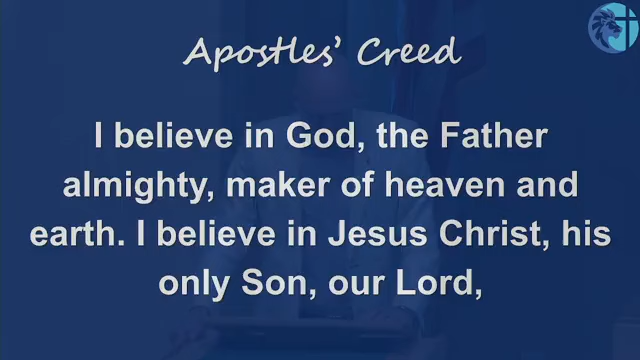 Apostles’ Creed
I believe in God, the Father
almighty, maker of heaven and
earth. I believe in Jesus Christ, his
only Son, our Lord,